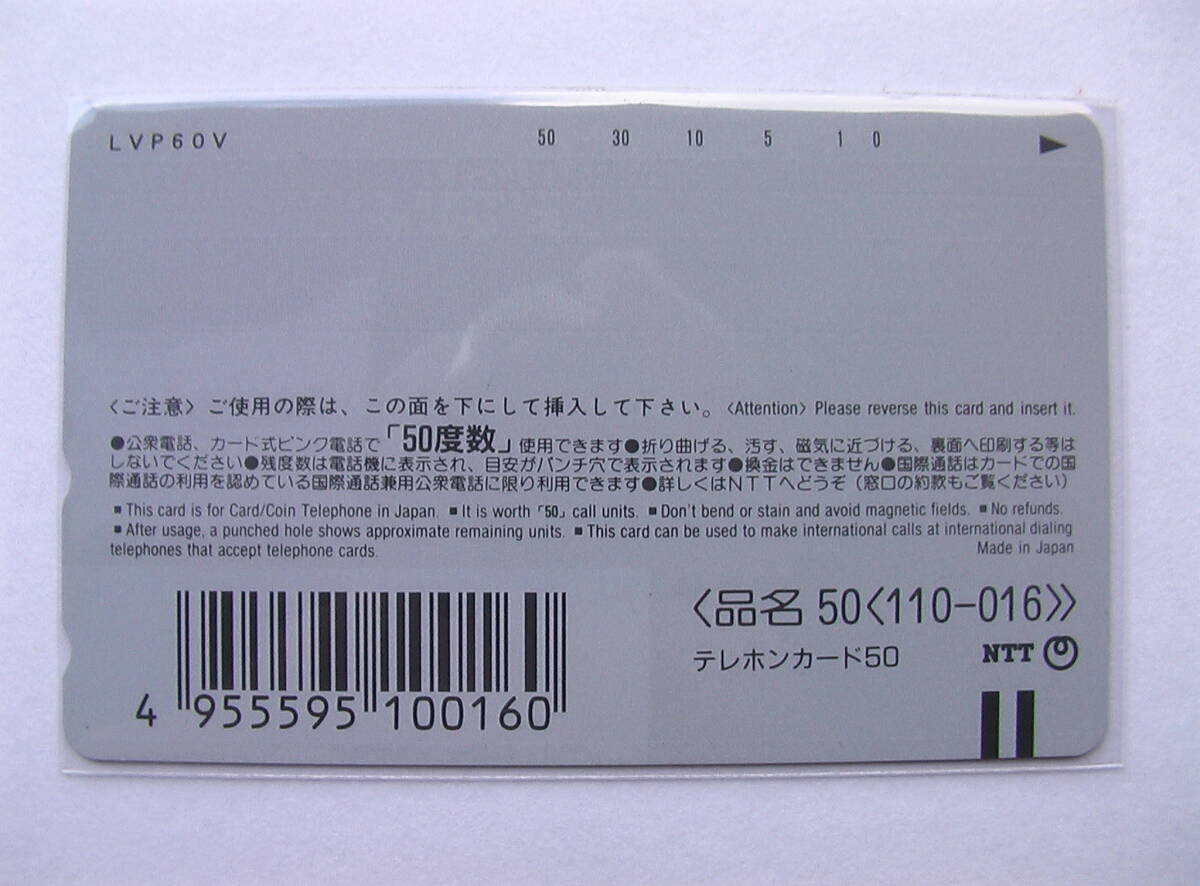 LVP60V 50 30 10 5 1 0 ▶
〈ご注意〉ご使用の際は、この面を下にして挿入して下さい。〈Attention〉Please reverse this card and insert it.
●公衆電話、カード式ピンク電話で「50度数」使用できます●折り曲げる、汚す、磁気に近づける、裏面へ印刷する等は
しないでください●残度数は電話機に表示され、目安がパンチ穴で表示されます●換金はできません●国際通話はカードでの国
際通話の利用を認めている国際通話兼用公衆電話に限り利用できます●詳しくはNTTへどうぞ(窓口の約款もご覧ください)
■This card is for Card/Coin Telephone in Japan. ■It is worth「50」call units. ■Don't bend or stain and avoid magnetic fields. ■No refunds.
■After usage, a punched hole shows approximate remaining units. ■This card can be used to make international calls at international dialing
telephones that accept telephone cards. Made in Japan
〈品名 50〈110-016〉〉
テレホンカード50 NTT
4 955595 100160